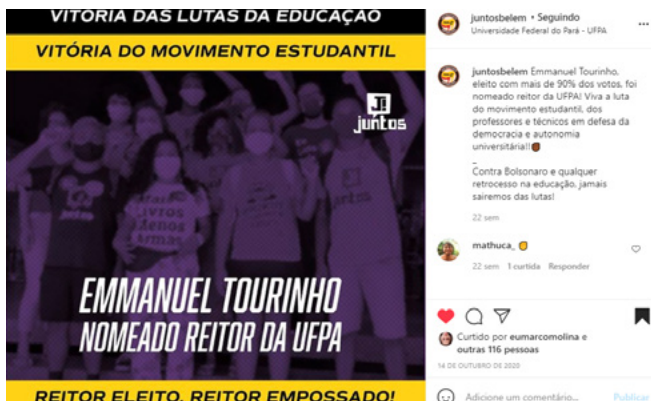 VITÓRIA DAS LUTAS DA EDUCAÇÃO
VITÓRIA DO MOVIMENTO ESTUDANTIL
J!
juntos
livros
menos
armas
EMMANUEL TOURINHO
NOMEADO REITOR DA UFPA
REITOR ELEITO, REITOR EMPOSSADO!
juntosbelem • Seguindo
Universidade Federal do Pará - UFPA
juntosbelem Emmanuel Tourinho,
eleito com mais de 90% dos votos, foi
nomeado reitor da UFPA! Viva a luta
do movimento estudantil, dos
professores e técnicos em defesa da
democracia e autonomia
universitária!!
_
Contra Bolsonaro e qualquer
retrocesso na educação, jamais
sairemos das lutas!
22 sem
mathuca_
22 sem 1 curtida Responder
Curtido por eumarcomolina e
outras 116 pessoas
14 DE OUTUBRO DE 2020
Adicione um comentário... Publicar